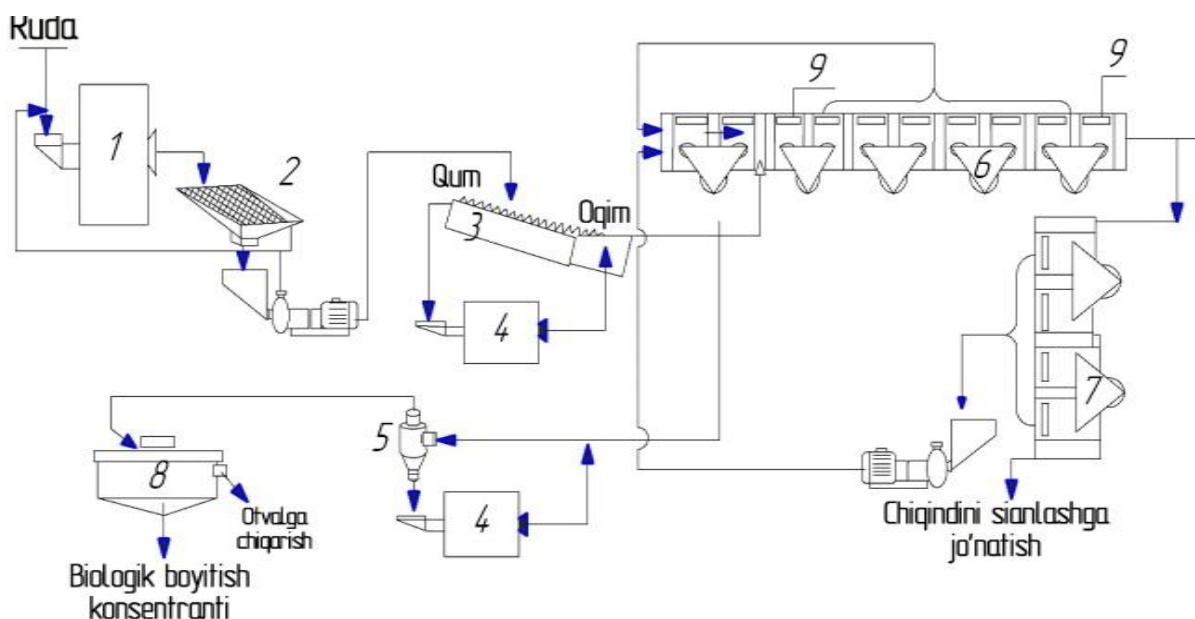 Ruda
1
2
Qum
3
Oqim
4
9
9
6
7
5
8
4
Otvalga
chiqarish
Biologik boyitish
konsentranti
Chiqindini sianlashga
jo'natish